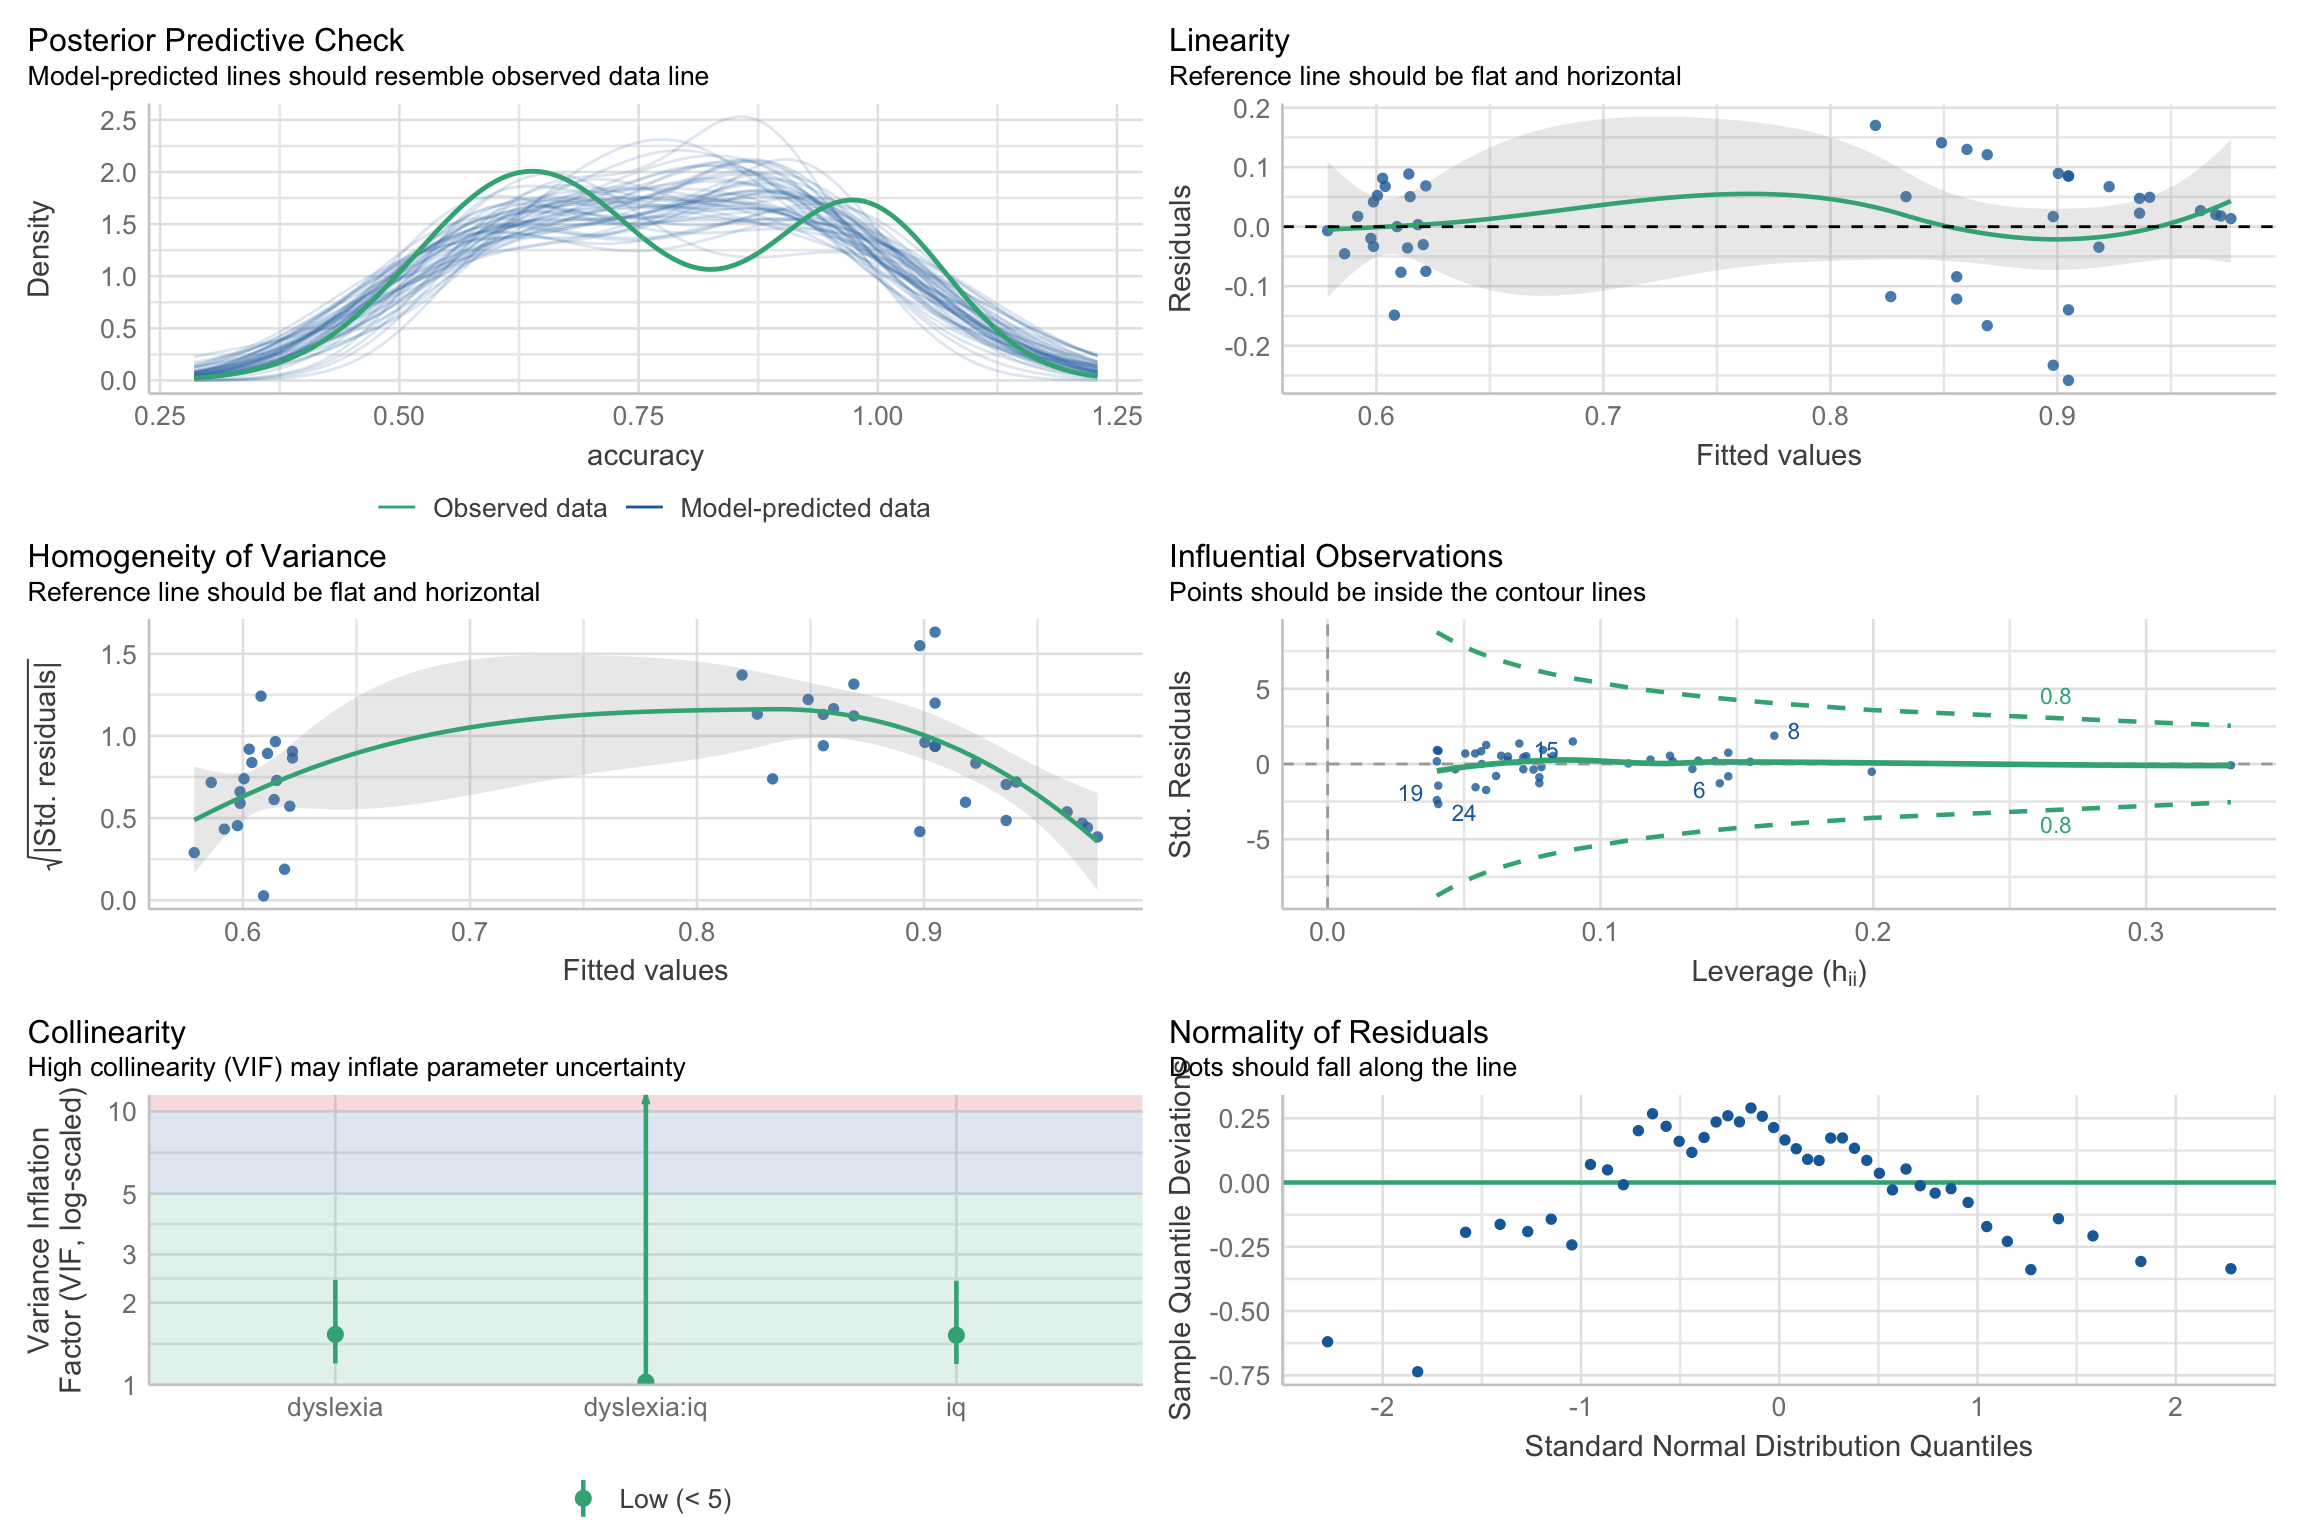 Posterior Predictive Check
Model-predicted lines should resemble observed data line
Density
2.5
2.0
1.5
1.0
0.5
0.0
0.25 0.50 0.75 1.00 1.25
accuracy
Observed data Model-predicted data
Linearity
Reference line should be flat and horizontal
Residuals
0.2
0.1
0.0
-0.1
-0.2
0.6 0.7 0.8 0.9
Fitted values
Homogeneity of Variance
Reference line should be flat and horizontal
√|Std. residuals|
1.5
1.0
0.5
0.0
0.6 0.7 0.8 0.9
Fitted values
Influential Observations
Points should be inside the contour lines
Std. Residuals
5
0
-5
0.8
8
15
19
6
24
0.8
0.0 0.1 0.2 0.3
Leverage (hii)
Collinearity
High collinearity (VIF) may inflate parameter uncertainty
Variance Inflation
Factor (VIF, log-scaled)
10
5
3
2
1
dyslexia dyslexia:iq iq
Low (< 5)
Normality of Residuals
Dots should fall along the line
Sample Quantile Deviations
0.25
0.00
-0.25
-0.50
-0.75
-2 -1 0 1 2
Standard Normal Distribution Quantiles